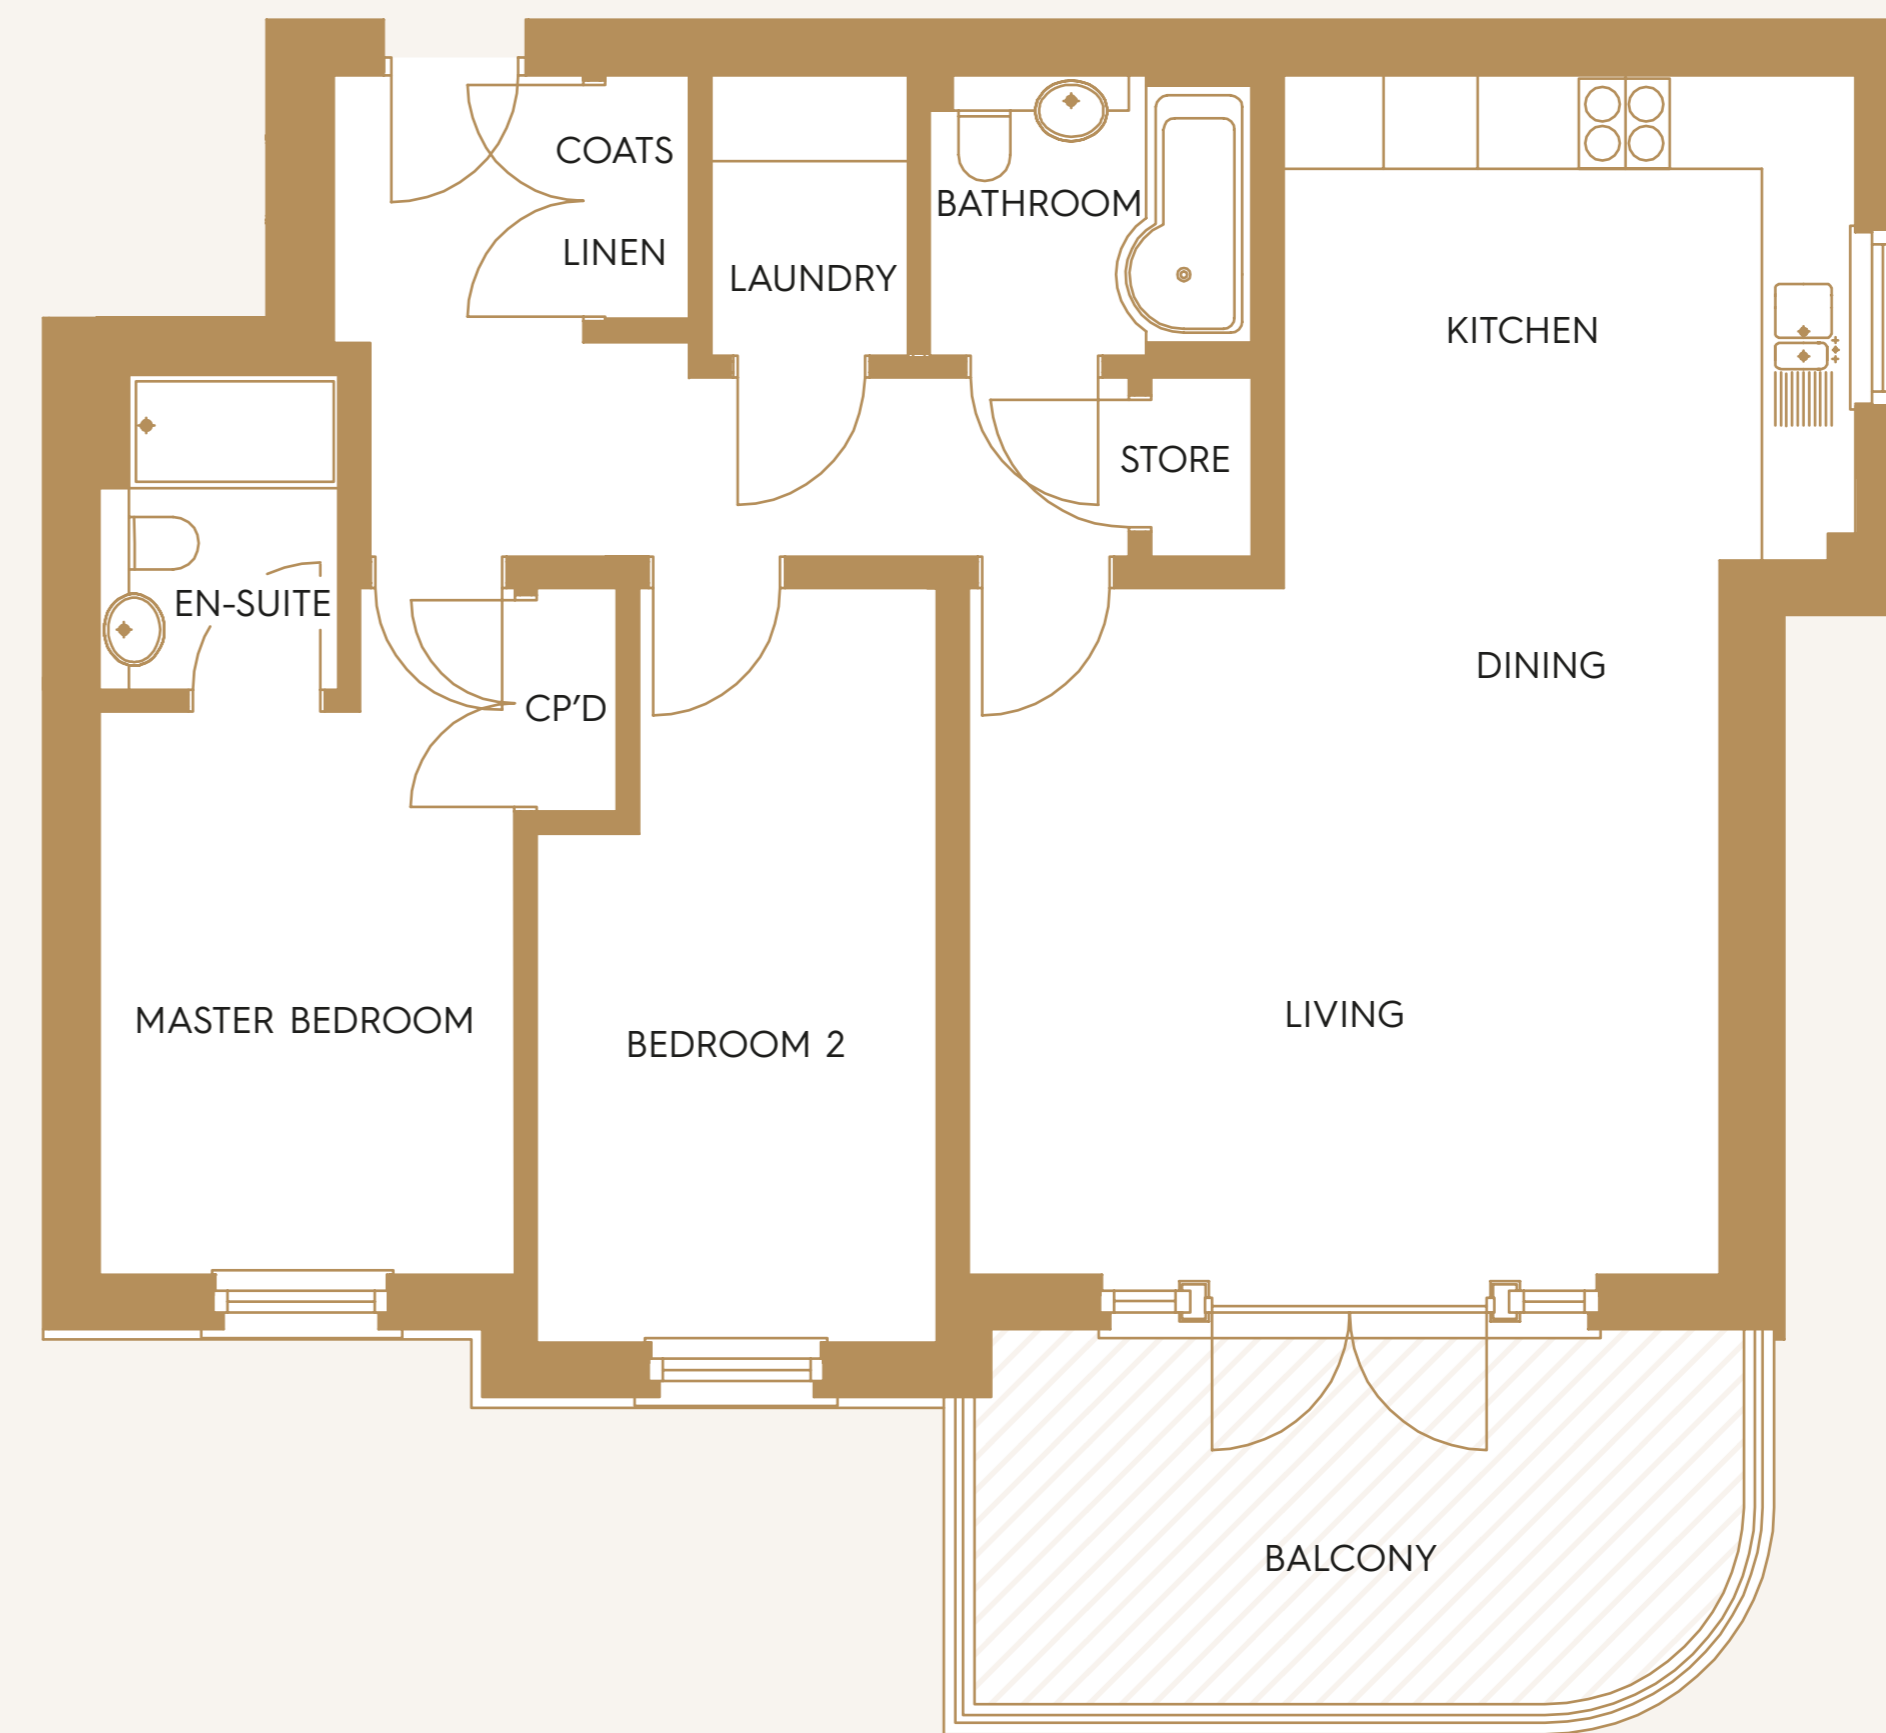 COATS
LINEN
LAUNDRY
BATHROOM
KITCHEN
STORE
EN-SUITE
CP'D
DINING
MASTER BEDROOM
BEDROOM 2
LIVING
BALCONY